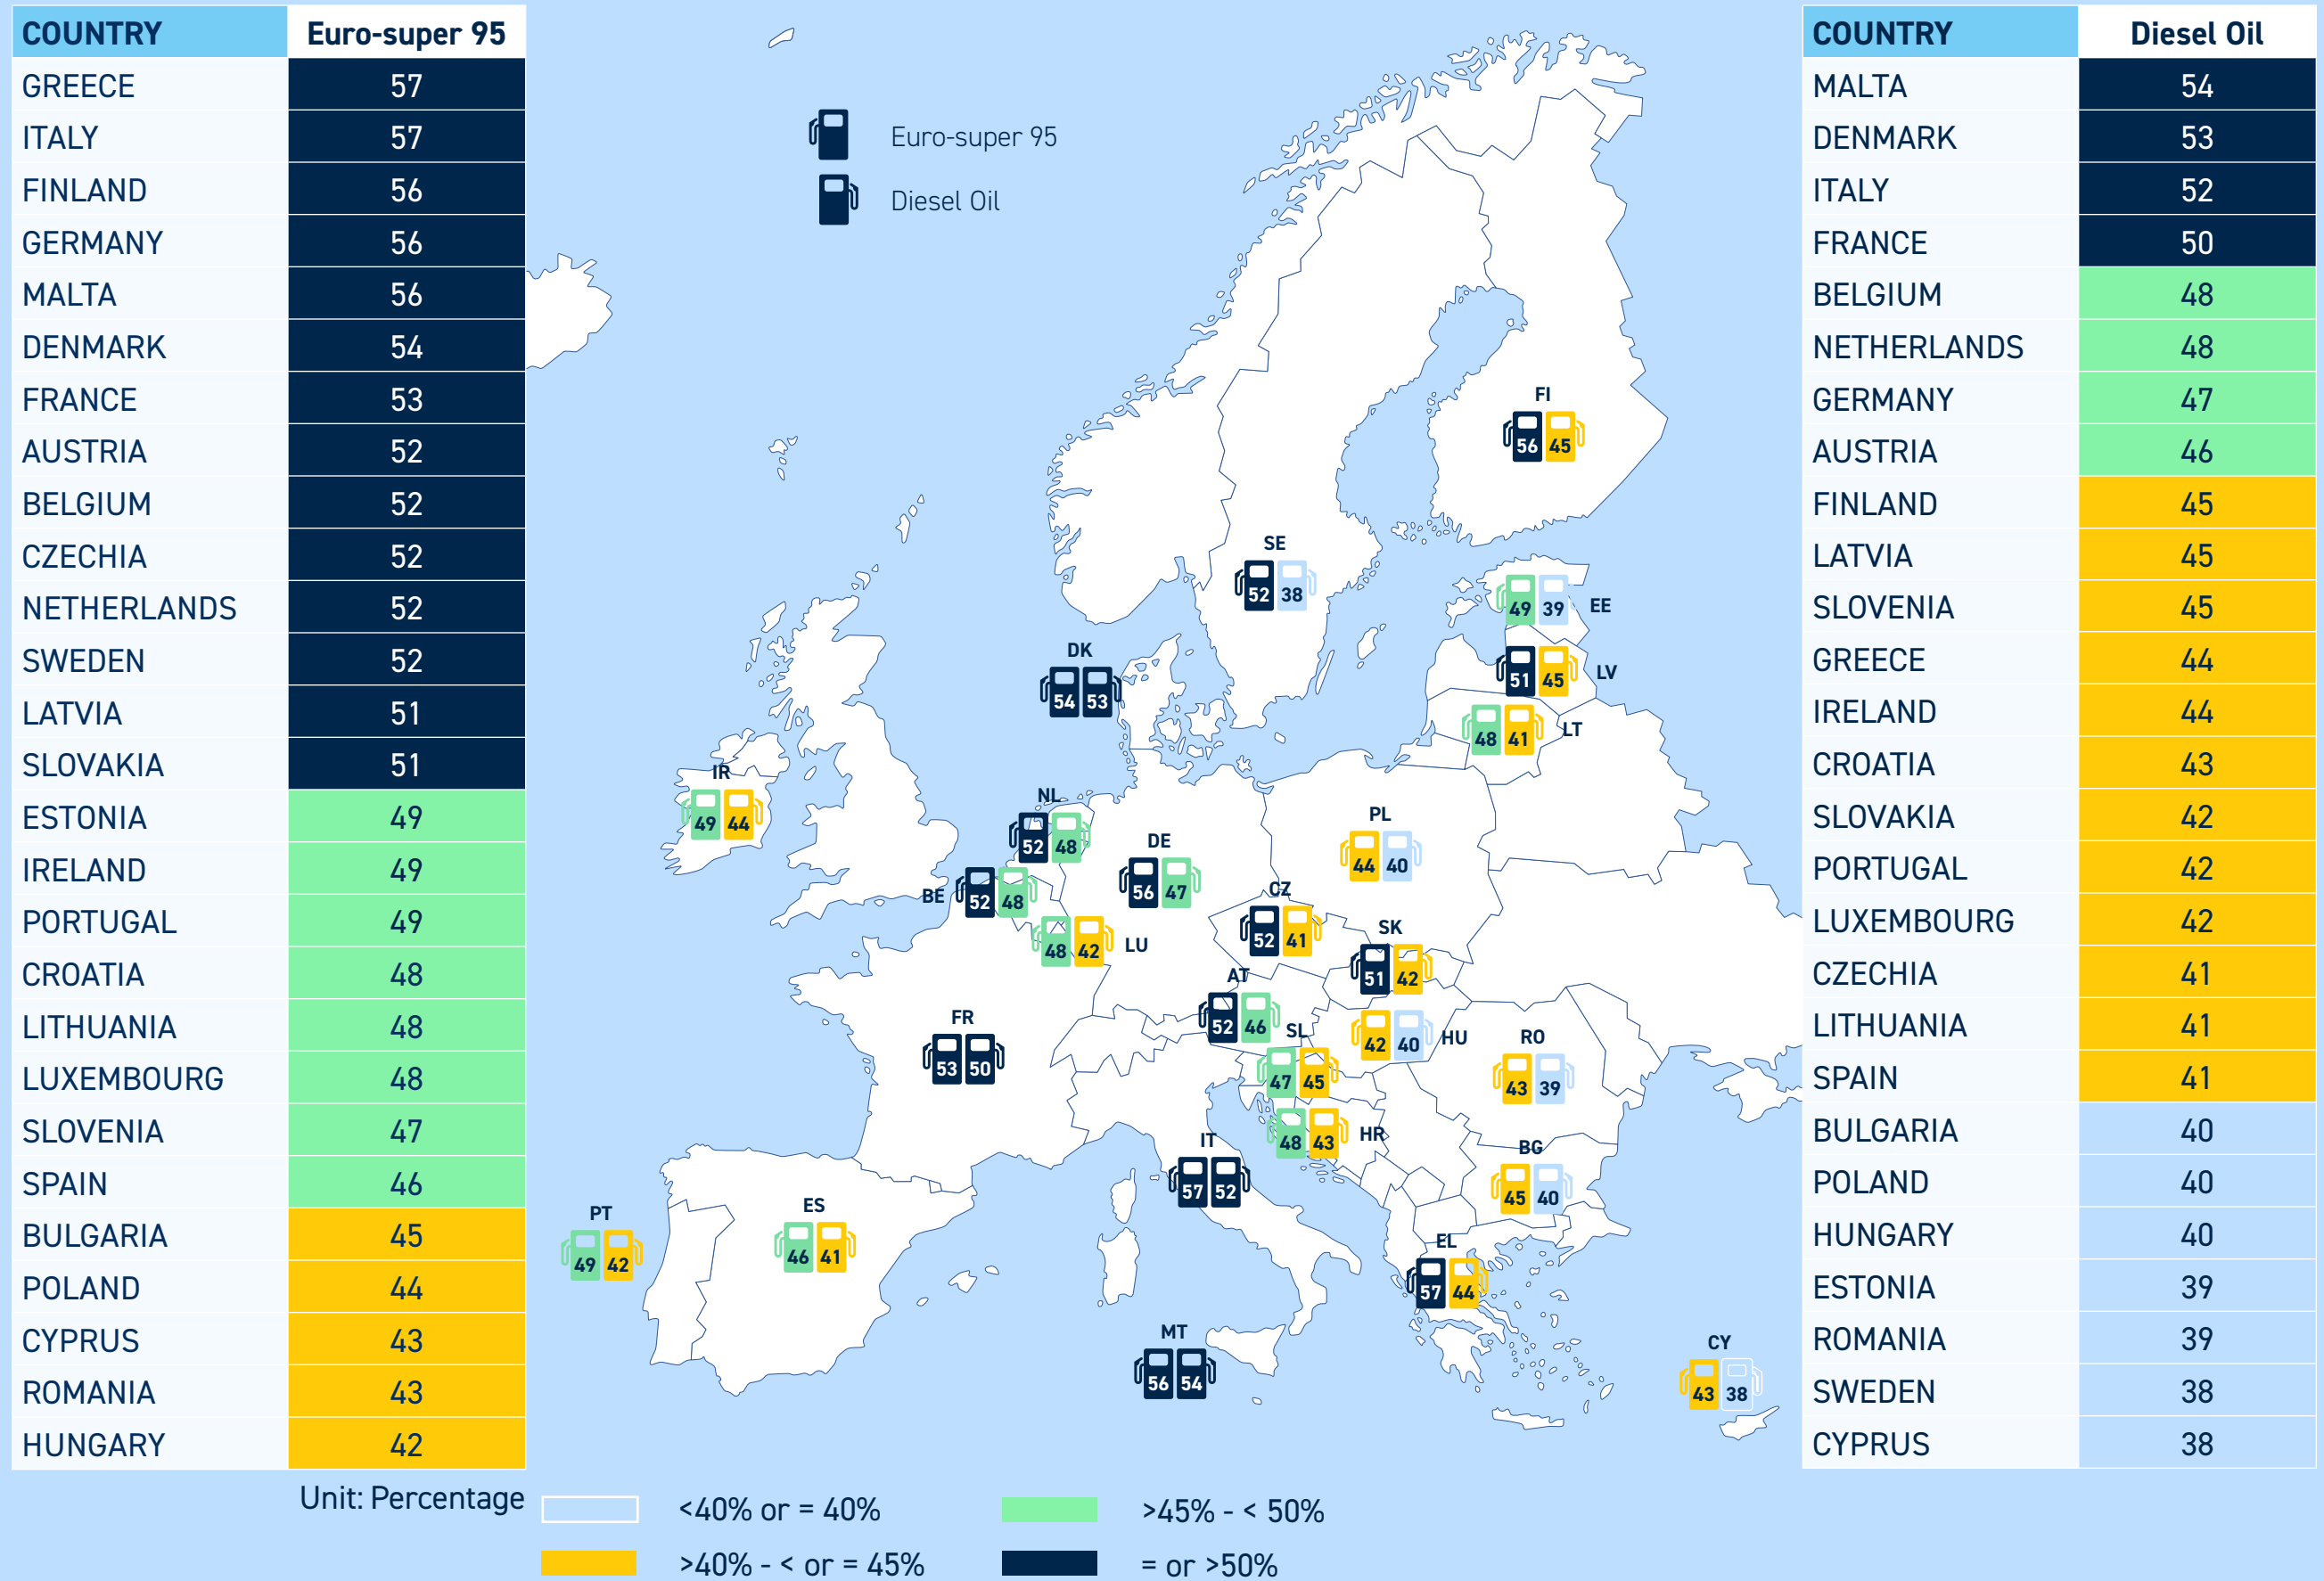 COUNTRY Euro-super 95
GREECE 57
ITALY 57
FINLAND 56
GERMANY 56
MALTA 56
DENMARK 54
FRANCE 53
AUSTRIA 52
BELGIUM 52
CZECHIA 52
NETHERLANDS 52
SWEDEN 52
LATVIA 51
SLOVAKIA 51
ESTONIA 49
IRELAND 49
PORTUGAL 49
CROATIA 48
LITHUANIA 48
LUXEMBOURG 48
SLOVENIA 47
SPAIN 46
BULGARIA 45
POLAND 44
CYPRUS 43
ROMANIA 43
HUNGARY 42
Unit: Percentage
Euro-super 95
Diesel Oil
FI
56 45
SE
52 38
49 39 EE
DK
54 53
51 45 LV
48 41 LT
IR
49 44
NL
52 48
DE
56 47
PL
44 40
BE 52 48
CZ
52 41
48 42 LU
SK
51 42
AT
52 46
FR
53 50
SL
47 45
42 40 HU
RO
43 39
48 43 HR
IT
57 52
BG
45 40
PT
49 42
ES
46 41
EL
57 44
MT
56 54
CY
43 38
<40% or = 40%
>45% - < 50%
>40% - < or = 45%
= or >50%
COUNTRY Diesel Oil
MALTA 54
DENMARK 53
ITALY 52
FRANCE 50
BELGIUM 48
NETHERLANDS 48
GERMANY 47
AUSTRIA 46
FINLAND 45
LATVIA 45
SLOVENIA 45
GREECE 44
IRELAND 44
CROATIA 43
SLOVAKIA 42
PORTUGAL 42
LUXEMBOURG 42
CZECHIA 41
LITHUANIA 41
SPAIN 41
BULGARIA 40
POLAND 40
HUNGARY 40
ESTONIA 39
ROMANIA 39
SWEDEN 38
CYPRUS 38